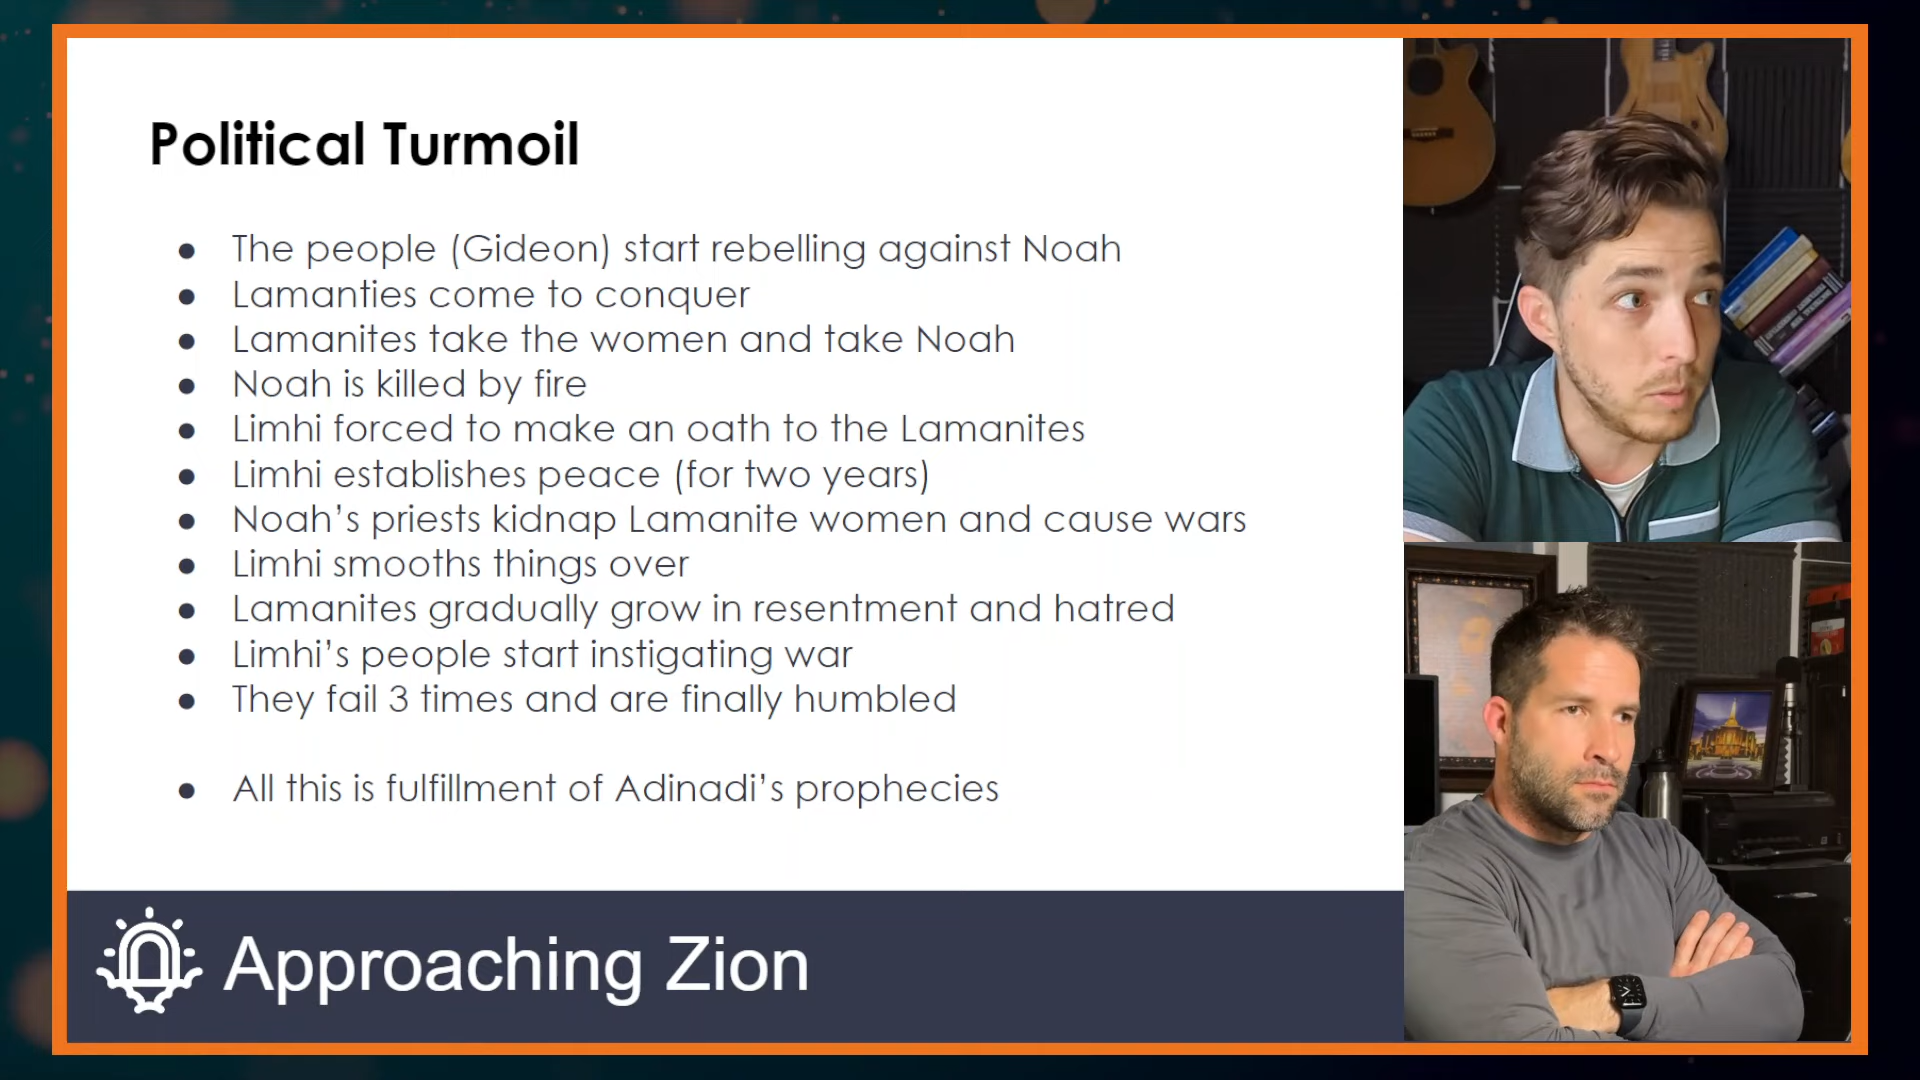 Political Turmoil
● The people (Gideon) start rebelling against Noah
● Lamanties come to conquer
● Lamanites take the women and take Noah
● Noah is killed by fire
● Limhi forced to make an oath to the Lamanites
● Limhi establishes peace (for two years)
● Noah’s priests kidnap Lamanite women and cause wars
● Limhi smooths things over
● Lamanites gradually grow in resentment and hatred
● Limhi’s people start instigating war
● They fail 3 times and are finally humbled
● All this is fulfillment of Adinadi’s prophecies
Approaching Zion